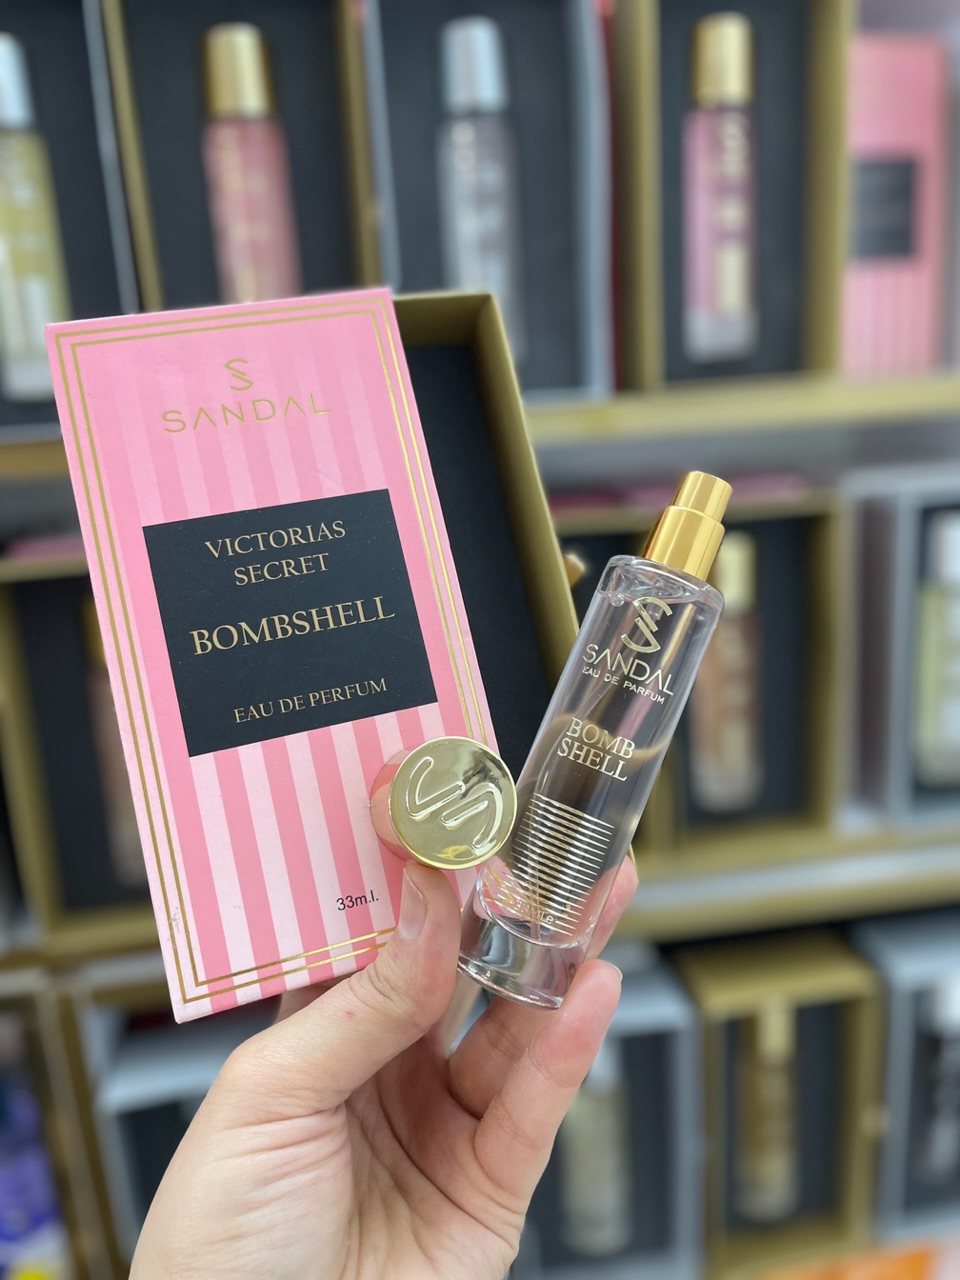 SANDAL
VICTORIAS
SECRET
BOMBSHELL
EAU DE PERFUM
33m.l.
SANDAL
EAU DE PARFUM
BOMB
SHELL